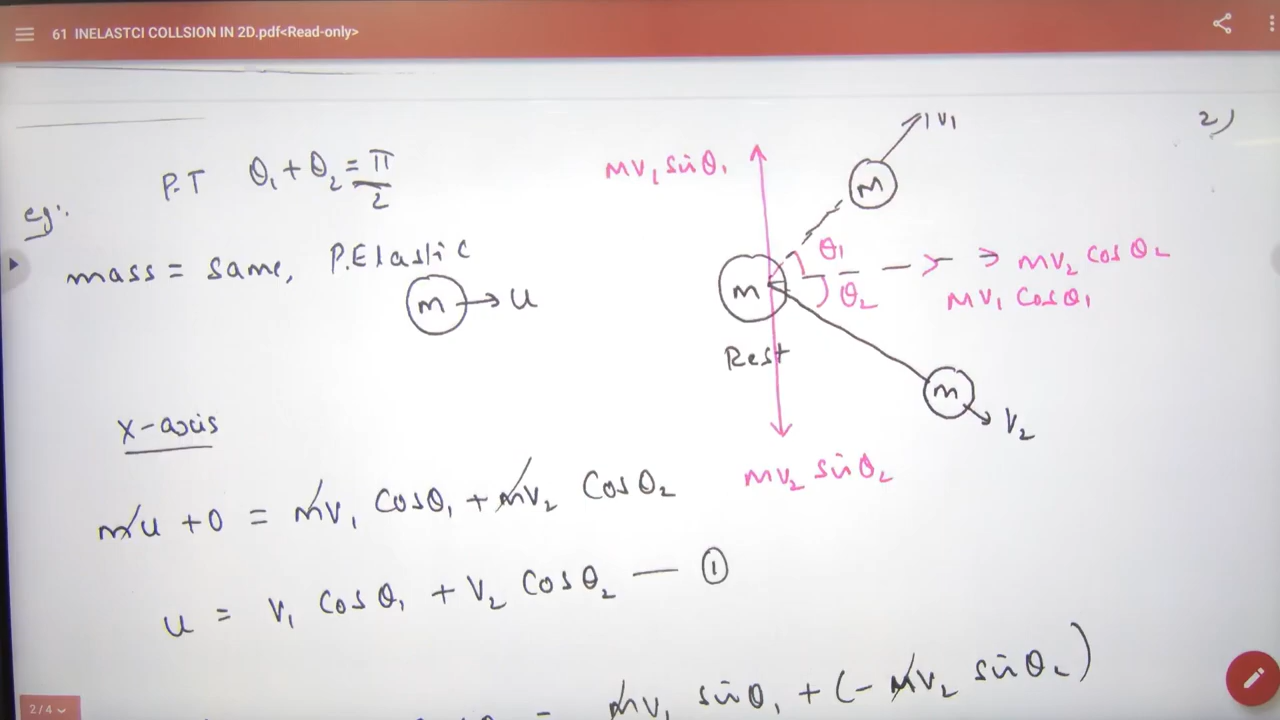 61 INELASTCI COLLSION IN 2D.pdf<Read-only>
2)
eg:.
P.T θ₁ + θ₂ = π/2
mass = same, P.Elastic
m → u
mv₁ sinθ₁
m
v₁
m
θ₁
θ₂
→ mv₂ cosθ₂
mv₁ cosθ₁
Rest
m
v₂
mv₂ sinθ₂
X-axis
mu + 0 = mv₁ cosθ₁ + mv₂ cosθ₂
u = v₁ cosθ₁ + v₂ cosθ₂ — ①
= mv₁ sinθ₁ + (- mv₂ sinθ₂)
2/4